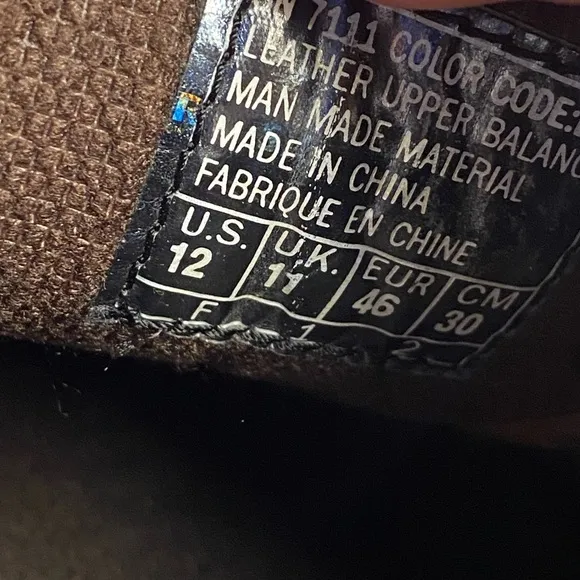 7111 COLOR CODE:
LEATHER UPPER BALANC
MAN MADE MATERIAL
MADE IN CHINA
FABRIQUE EN CHINE
U.S. U.K. EUR CM
12 11 46 30